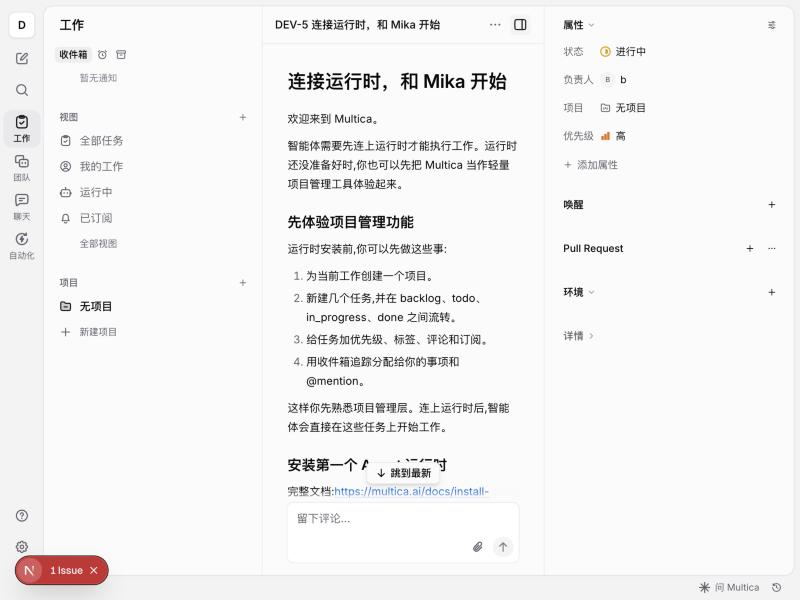 D
工作
团队
聊天
自动化
N 1 Issue
工作
收件箱
暂无通知
视图
全部任务
我的工作
运行中
已订阅
全部视图
项目
无项目
新建项目
DEV-5 连接运行时，和 Mika 开始
连接运行时，和 Mika 开始
欢迎来到 Multica。
智能体需要先连上运行时才能执行工作。运行时
还没准备好时,你也可以先把 Multica 当作轻量
项目管理工具体验起来。
先体验项目管理功能
运行时安装前,你可以先做这些事:
1. 为当前工作创建一个项目。
2. 新建几个任务,并在 backlog、todo、
in_progress、done 之间流转。
3. 给任务加优先级、标签、评论和订阅。
4. 用收件箱追踪分配给你的事项和
@mention。
这样你先熟悉项目管理层。连上运行时后,智能
体会直接在这些任务上开始工作。
安装第一个 A 运行时
跳到最新
完整文档:https://multica.ai/docs/install-
留下评论...
属性
状态 进行中
负责人 B b
项目 无项目
优先级 高
添加属性
唤醒
Pull Request
环境
详情
问 Multica